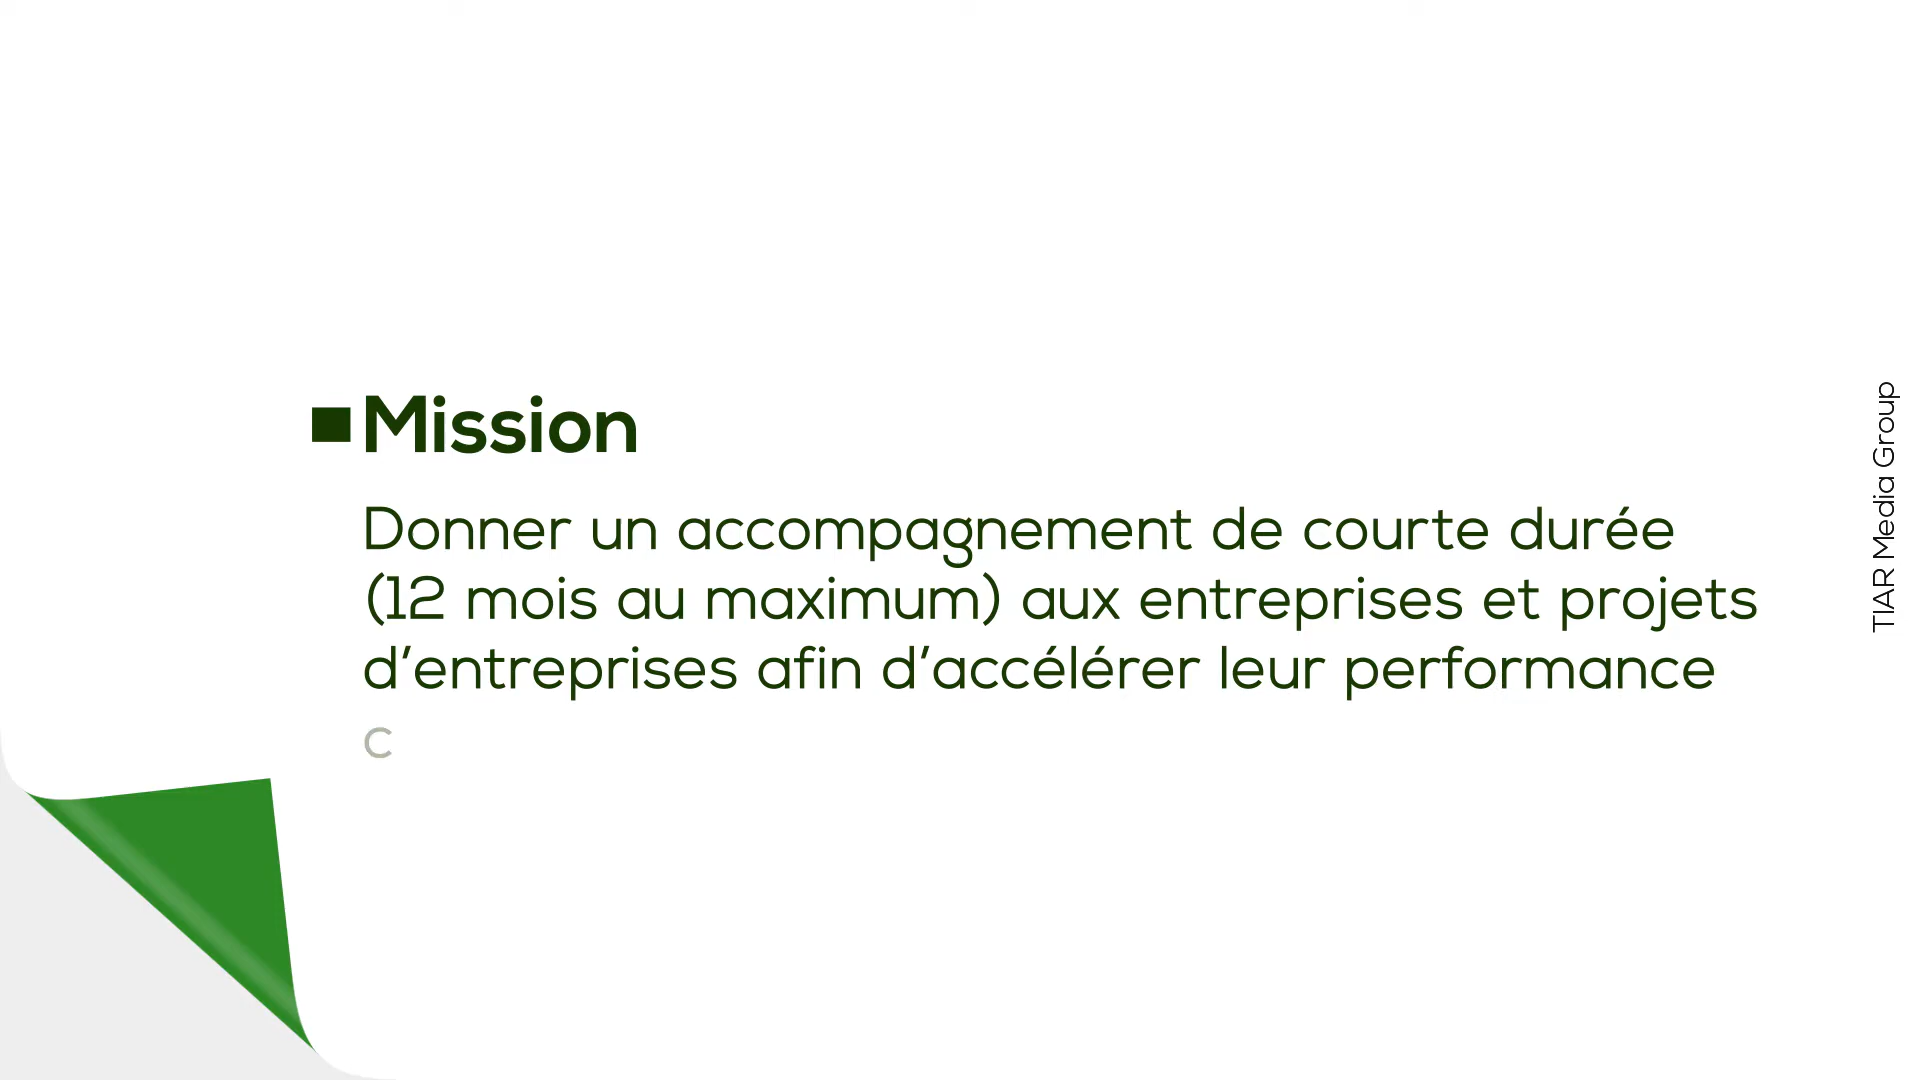 Mission
Donner un accompagnement de courte durée
(12 mois au maximum) aux entreprises et projets
d’entreprises afin d’accélérer leur performance
c
TIAR Media Group